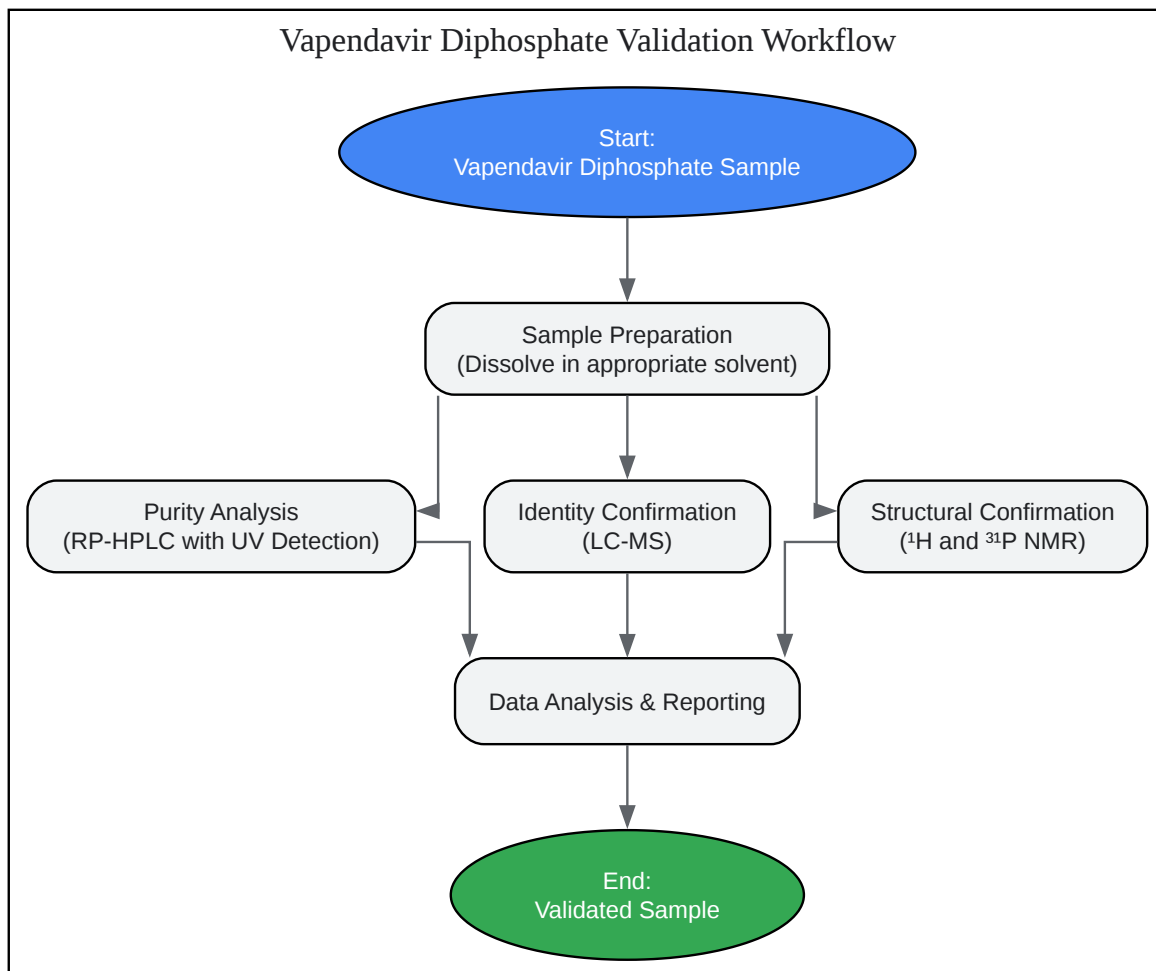 Vapendavir Diphosphate Validation Workflow
Start:
Vapendavir Diphosphate Sample
Sample Preparation
(Dissolve in appropriate solvent)
Purity Analysis
(RP-HPLC with UV Detection)
Identity Confirmation
(LC-MS)
Structural Confirmation
(¹H and ³¹P NMR)
Data Analysis & Reporting
End:
Validated Sample